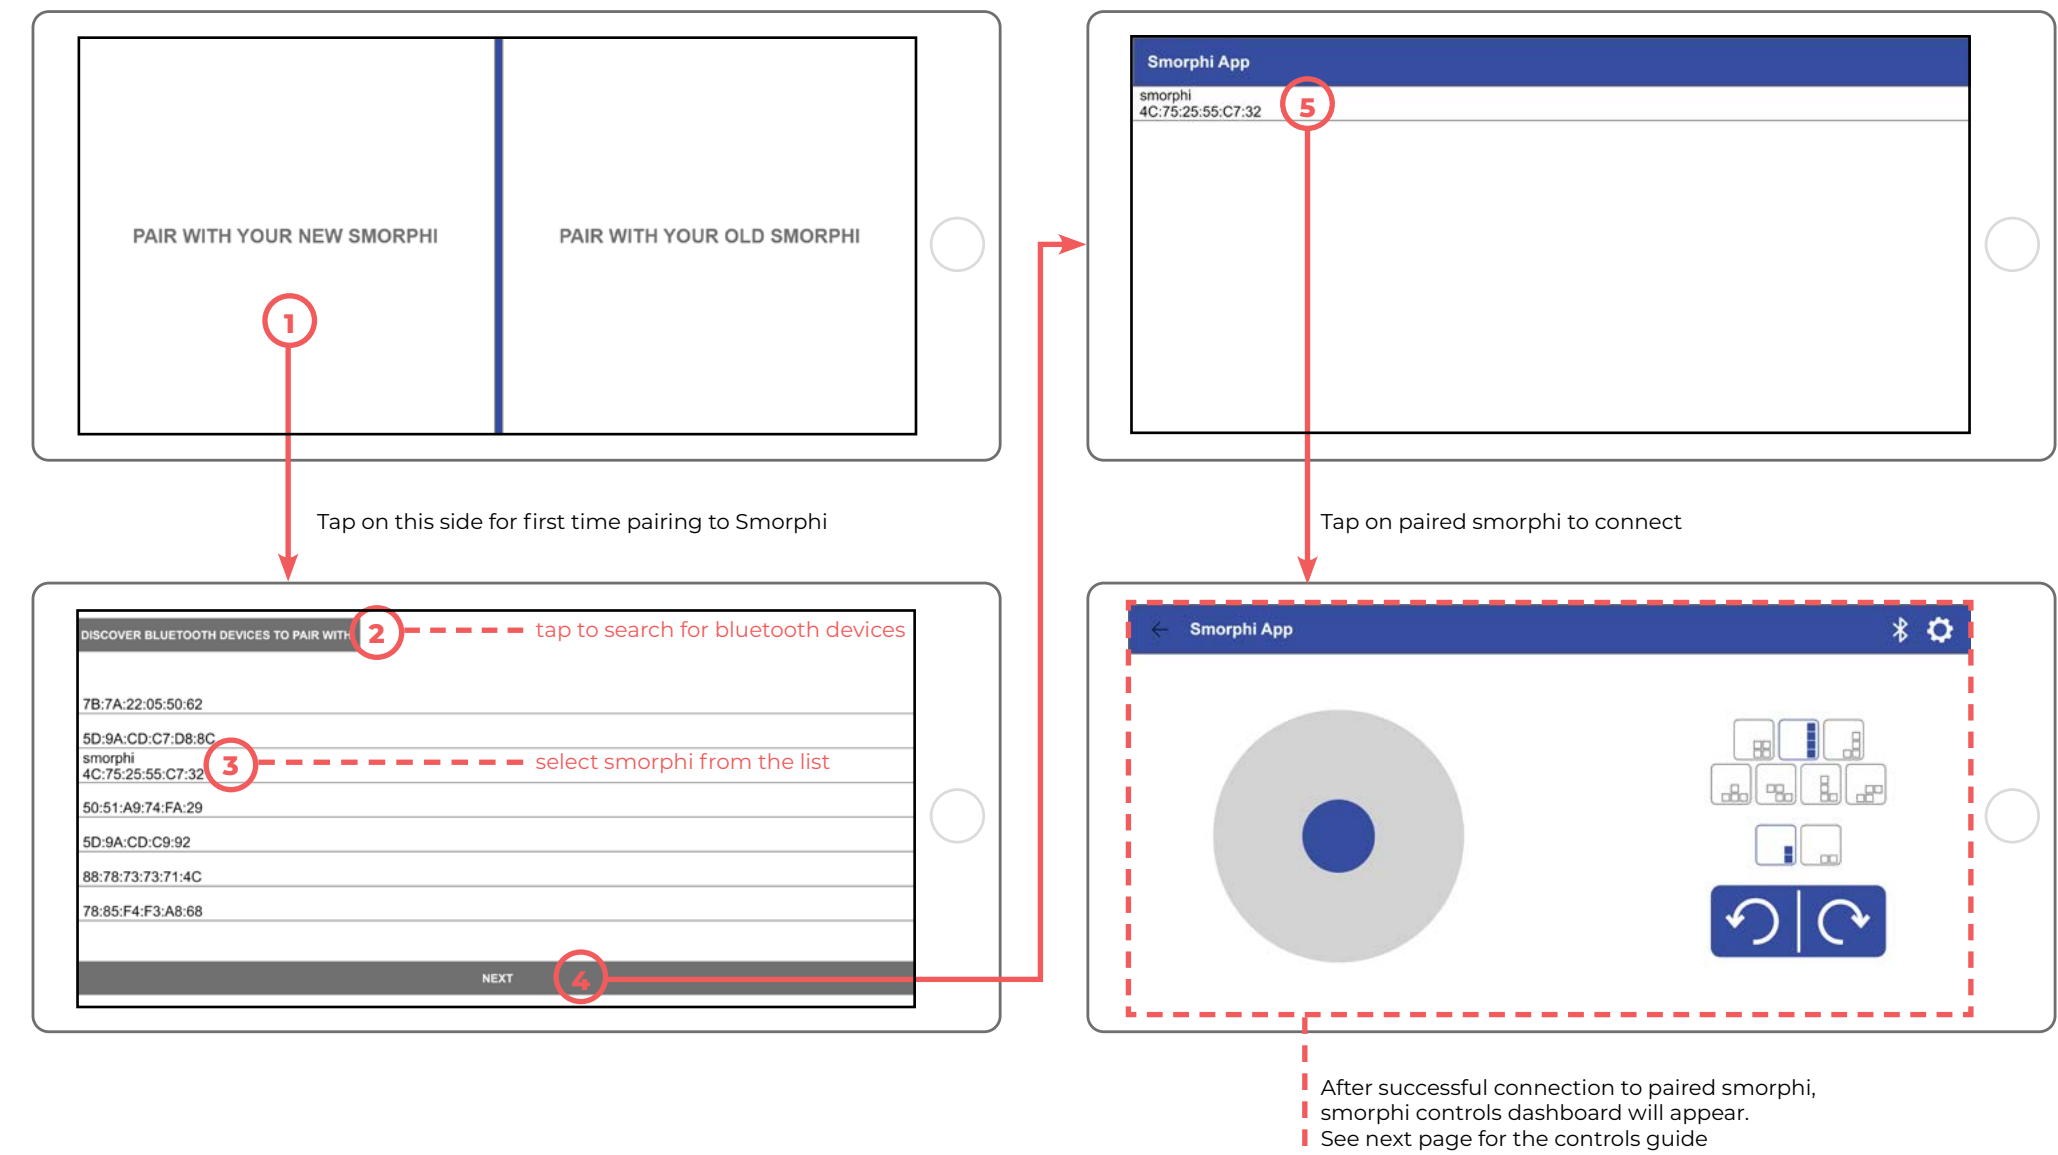 PAIR WITH YOUR NEW SMORPHI
PAIR WITH YOUR OLD SMORPHI
1
Tap on this side for first time pairing to Smorphi
DISCOVER BLUETOOTH DEVICES TO PAIR WITH
2
tap to search for bluetooth devices
7B:7A:22:05:50:62
5D:9A:CD:C7:D8:8C
smorphi
4C:75:25:55:C7:32
3
select smorphi from the list
50:51:A9:74:FA:29
5D:9A:CD:C9:92
88:78:73:73:71:4C
78:85:F4:F3:A8:68
NEXT
4
Smorphi App
smorphi
4C:75:25:55:C7:32
5
Tap on paired smorphi to connect
Smorphi App
After successful connection to paired smorphi,
smorphi controls dashboard will appear.
See next page for the controls guide